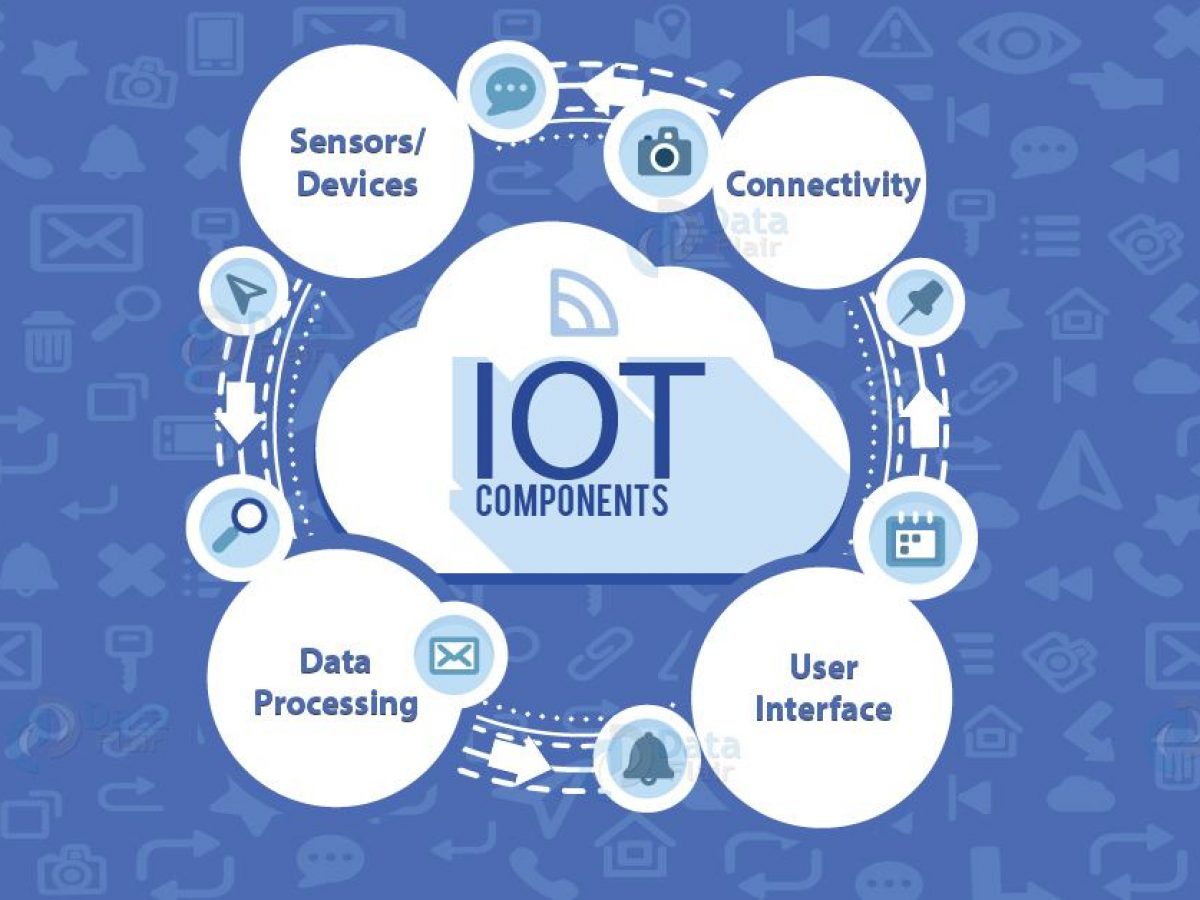 Sensors/
Devices
Connectivity
Data
Flair
IOT
COMPONENTS
Data
Processing
User
Interface
Data
Flair
Data
Flair